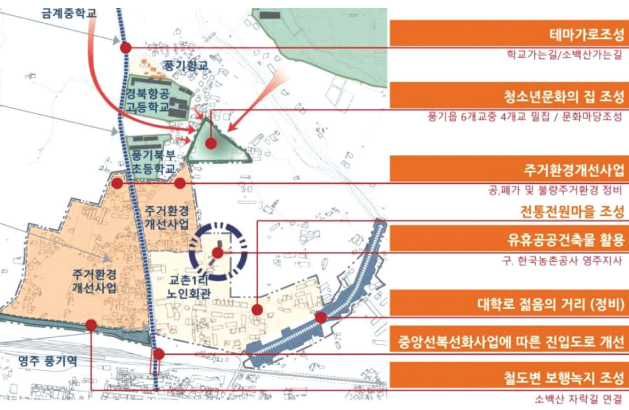 금계중학교
테마가로조성
학교가는길/소백산가는길
풍기향교
경북항공
고등학교
청소년문화의 집 조성
풍기읍 6개교중 4개교 밀집 / 문화마당조성
풍기북부
초등학교
주거환경개선사업
공,폐가 및 불량주거환경 정비
주거환경
개선사업
전통전원마을 조성
유휴공공건축물 활용
구. 한국농촌공사 영주지사
주거환경
개선사업
교촌1리
노인회관
대학로 젊음의 거리 (정비)
중앙선복선화사업에 따른 진입도로 개선
영주 풍기역
철도변 보행녹지 조성
소백산 자락길 연결